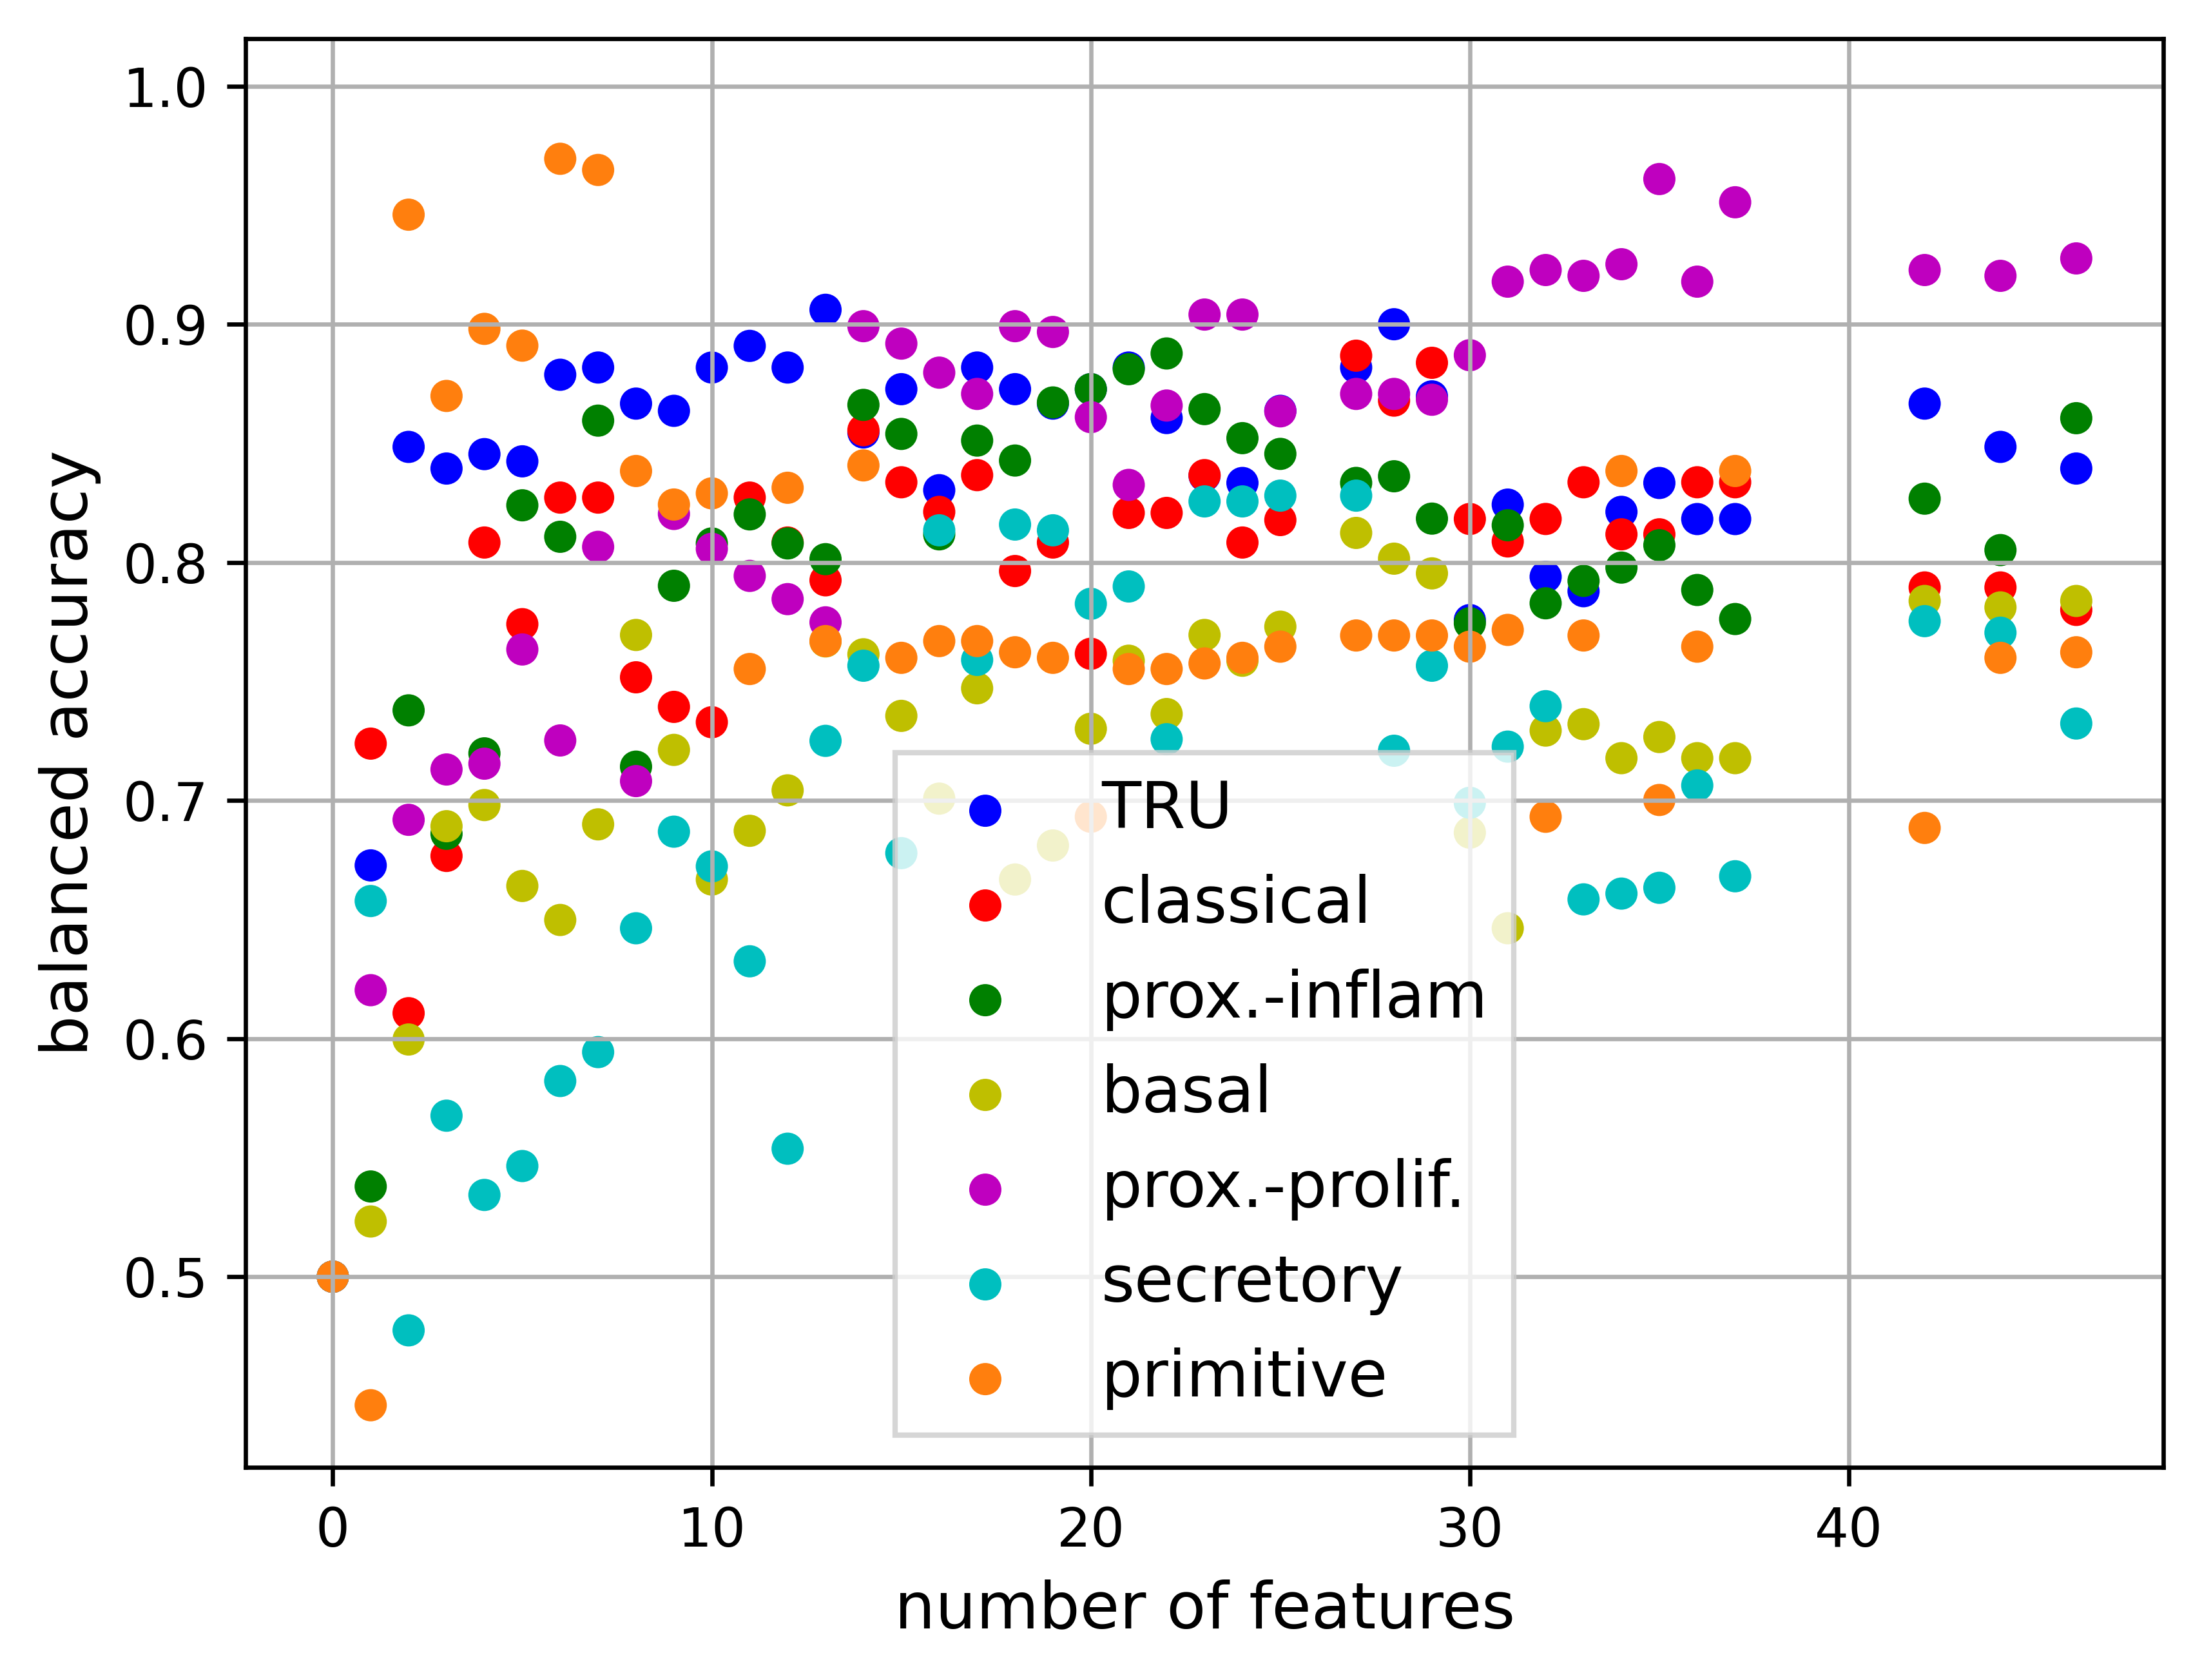 1.0
0.9
0.8
0.7
0.6
0.5
balanced accuracy
TRU
classical
prox.-inflam
basal
prox.-prolif.
secretory
primitive
0 10 20 30 40
number of features